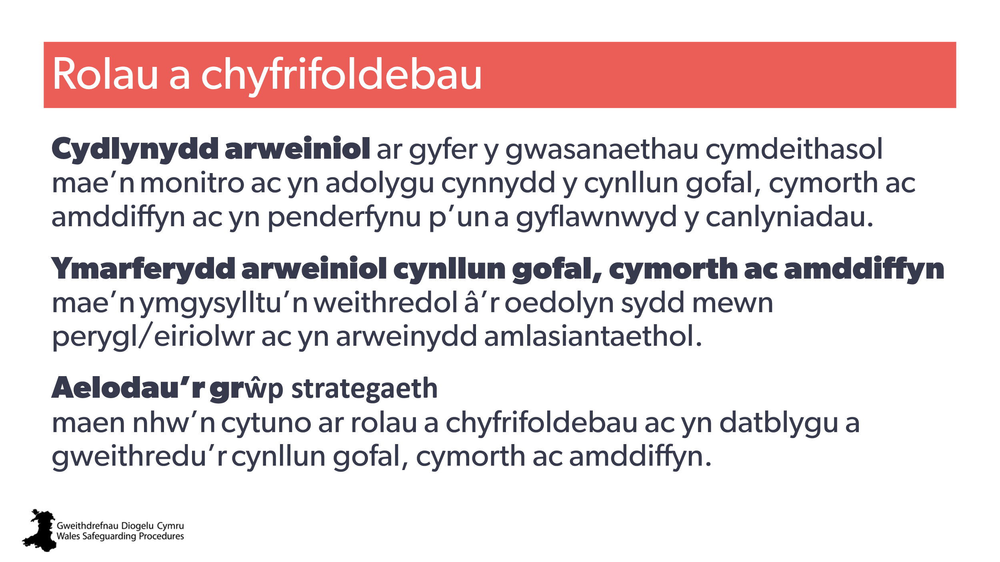 Rolau a chyfrifoldebau
Cydlynydd arweiniol ar gyfer y gwasanaethau cymdeithasol
mae’n monitro ac yn adolygu cynnydd y cynllun gofal, cymorth ac
amddiffyn ac yn penderfynu p’un a gyflawnwyd y canlyniadau.
Ymarferydd arweiniol cynllun gofal, cymorth ac amddiffyn
mae’n ymgysylltu’n weithredol â’r oedolyn sydd mewn
perygl/eiriolwr ac yn arweinydd amlasiantaethol.
Aelodau’r grŵp strategaeth
maen nhw’n cytuno ar rolau a chyfrifoldebau ac yn datblygu a
gweithredu’r cynllun gofal, cymorth ac amddiffyn.
Gweithdrefnau Diogelu Cymru
Wales Safeguarding Procedures